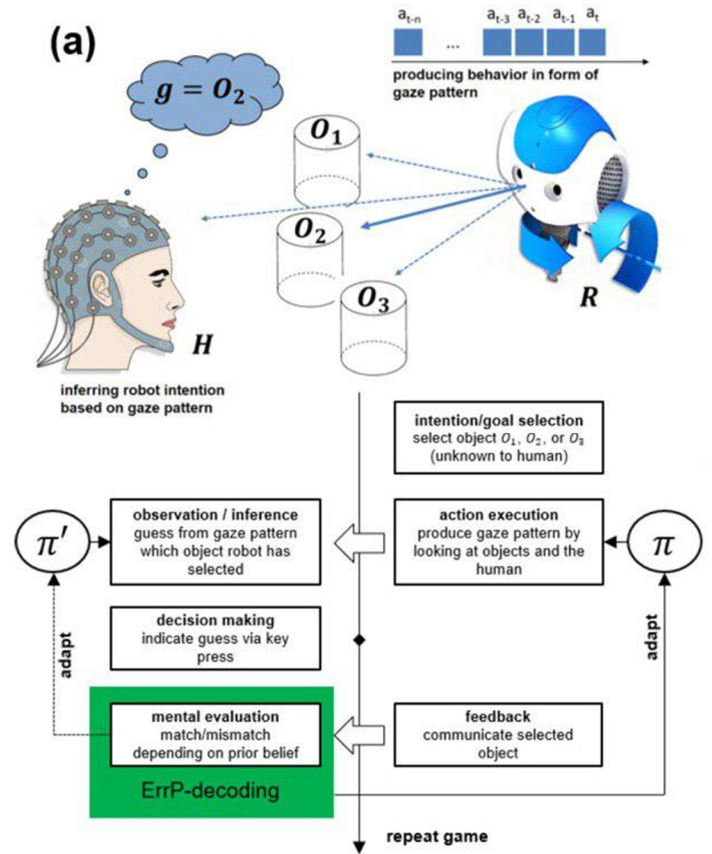 (a)
a_t-n ... a_t-3 a_t-2 a_t-1 a_t
producing behavior in form of
gaze pattern
g = O₂
O₁
O₂
O₃
R
H
inferring robot intention
based on gaze pattern
intention/goal selection
select object O₁, O₂, or O₃
(unknown to human)
observation / inference
guess from gaze pattern
which object robot has
selected
action execution
produce gaze pattern by
looking at objects and the
human
π′
π
decision making
indicate guess via key
press
adapt
adapt
mental evaluation
match/mismatch
depending on prior belief
feedback
communicate selected
object
ErrP-decoding
repeat game